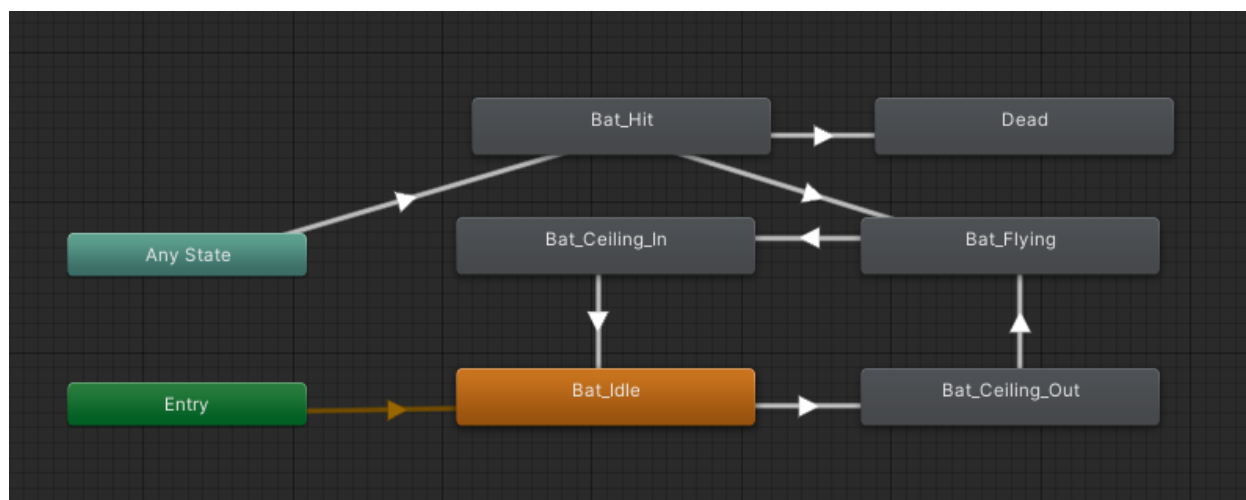 Bat_Hit
Dead
Any State
Bat_Ceiling_In
Bat_Flying
Entry
Bat_Idle
Bat_Ceiling_Out